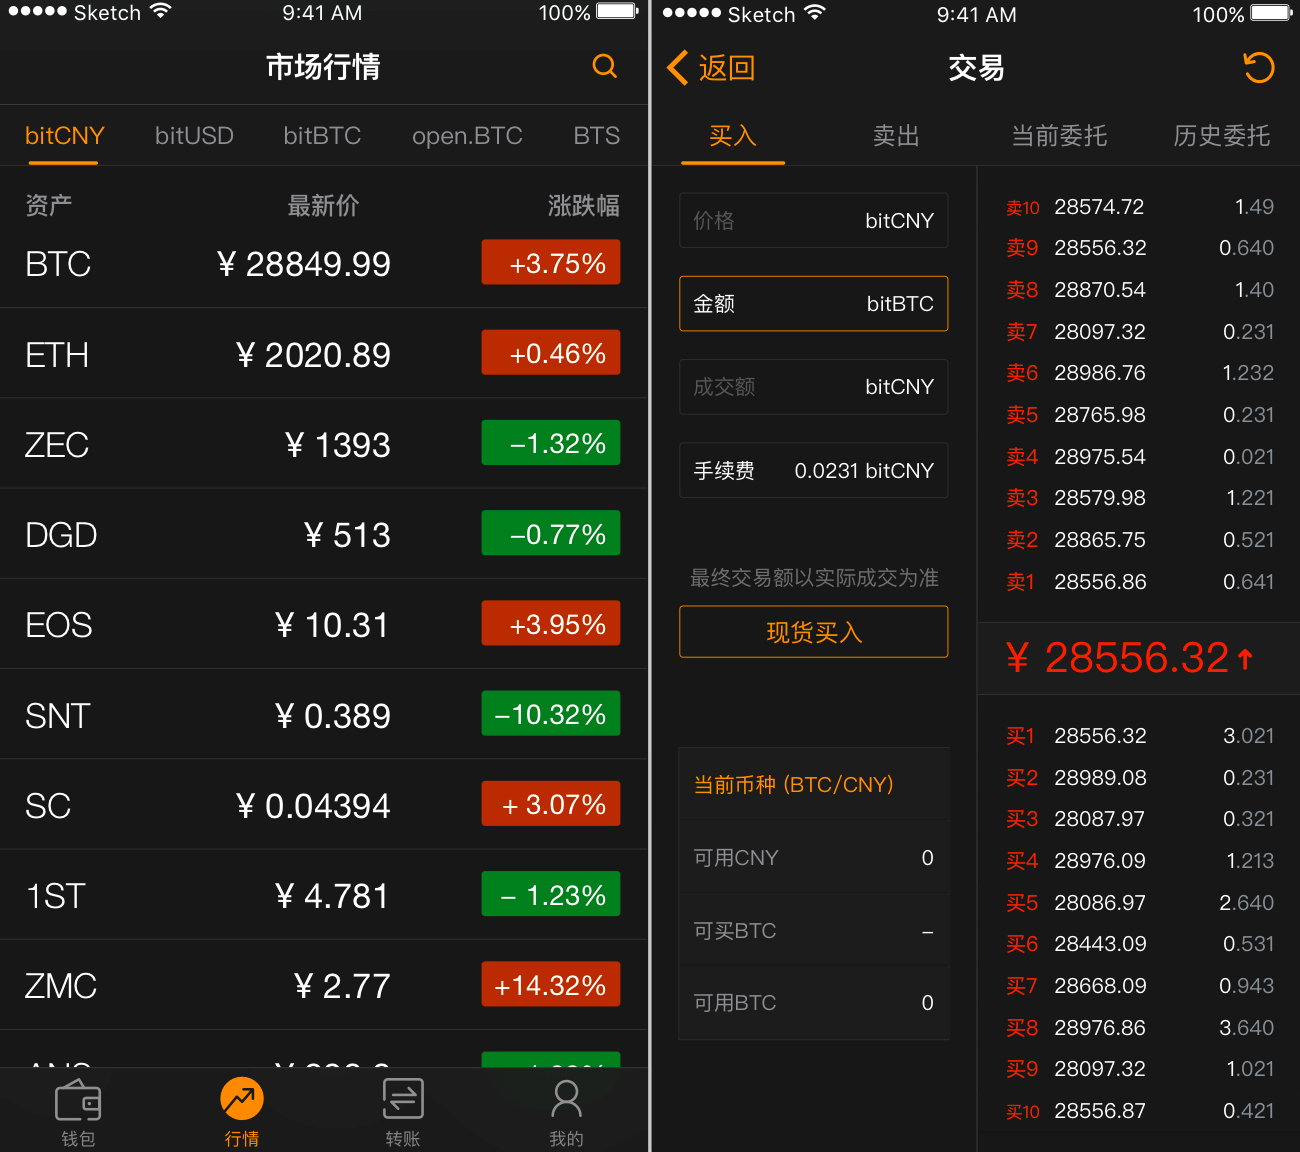 Sketch 9:41 AM 100%
市场行情
bitCNY bitUSD bitBTC open.BTC BTS
资产 最新价 涨跌幅
BTC ¥ 28849.99 +3.75%
ETH ¥ 2020.89 +0.46%
ZEC ¥ 1393 –1.32%
DGD ¥ 513 –0.77%
EOS ¥ 10.31 +3.95%
SNT ¥ 0.389 –10.32%
SC ¥ 0.04394 + 3.07%
1ST ¥ 4.781 – 1.23%
ZMC ¥ 2.77 +14.32%
钱包 行情 转账 我的
Sketch 9:41 AM 100%
返回 交易
买入 卖出 当前委托 历史委托
价格 bitCNY
金额 bitBTC
成交额 bitCNY
手续费 0.0231 bitCNY
最终交易额以实际成交为准
现货买入
当前币种 (BTC/CNY)
可用CNY 0
可买BTC –
可用BTC 0
卖10 28574.72 1.49
卖9 28556.32 0.640
卖8 28870.54 1.40
卖7 28097.32 0.231
卖6 28986.76 1.232
卖5 28765.98 0.231
卖4 28975.54 0.021
卖3 28579.98 1.221
卖2 28865.75 0.521
卖1 28556.86 0.641
¥ 28556.32↑
买1 28556.32 3.021
买2 28989.08 0.231
买3 28087.97 0.321
买4 28976.09 1.213
买5 28086.97 2.640
买6 28443.09 0.531
买7 28668.09 0.943
买8 28976.86 3.640
买9 28097.32 1.021
买10 28556.87 0.421